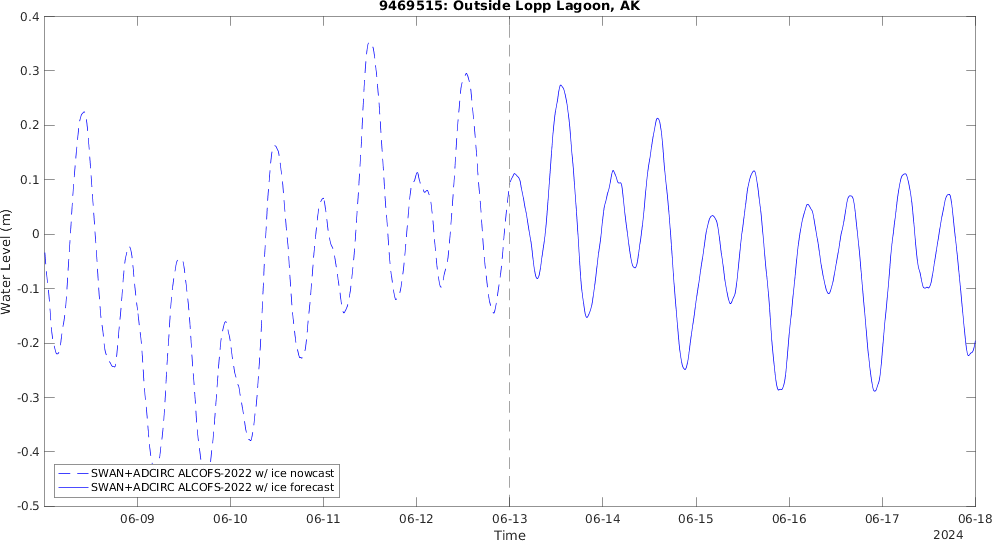 9469515: Outside Lopp Lagoon, AK
0.4
0.3
0.2
0.1
0
-0.1
-0.2
-0.3
-0.4
-0.5
Water Level (m)
SWAN+ADCIRC ALCOFS-2022 w/ ice nowcast
SWAN+ADCIRC ALCOFS-2022 w/ ice forecast
06-09 06-10 06-11 06-12 06-13 06-14 06-15 06-16 06-17 06-18
Time
2024